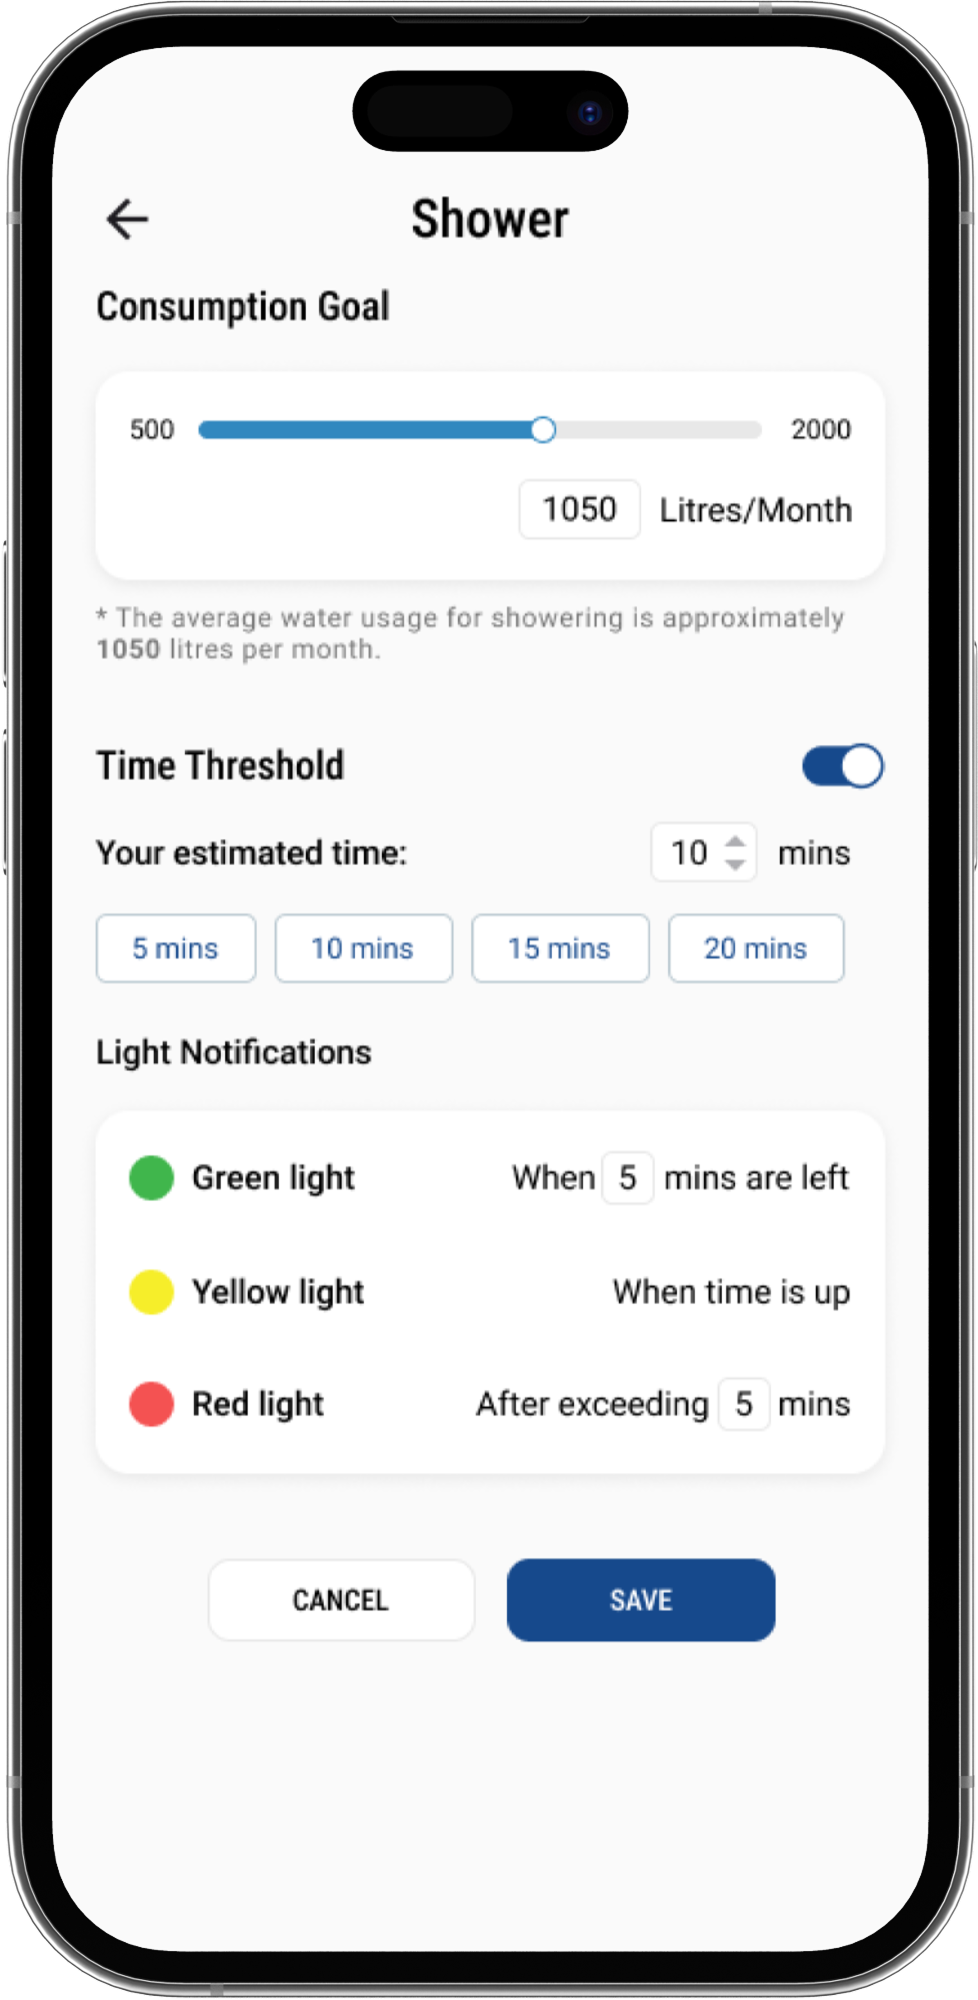 Shower
Consumption Goal
500 2000
1050 Litres/Month
* The average water usage for showering is approximately
1050 litres per month.
Time Threshold
Your estimated time: 10 mins
5 mins 10 mins 15 mins 20 mins
Light Notifications
Green light When 5 mins are left
Yellow light When time is up
Red light After exceeding 5 mins
CANCEL SAVE